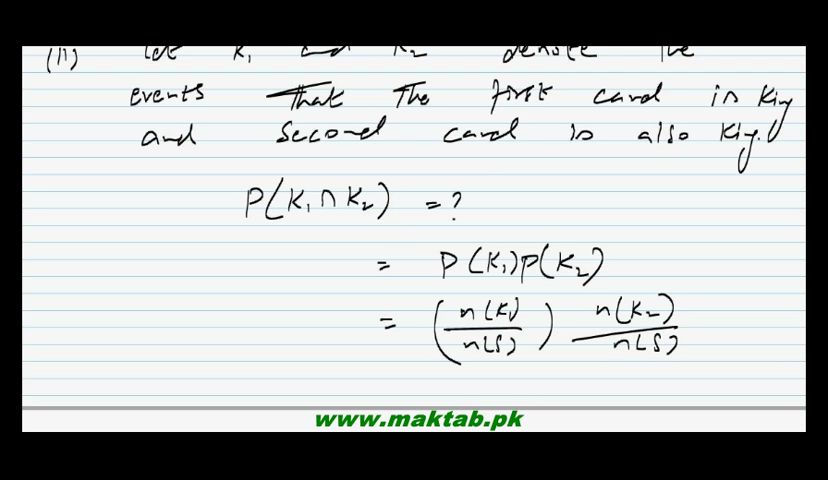 (ii) Let K₁ and K₂ denote the
events that the first card is King
and second card is also King.
P(K₁ ∩ K₂) = ?
= P(K₁)P(K₂)
= (n(K₁)/n(S)) n(K₂)/n(S)
www.maktab.pk